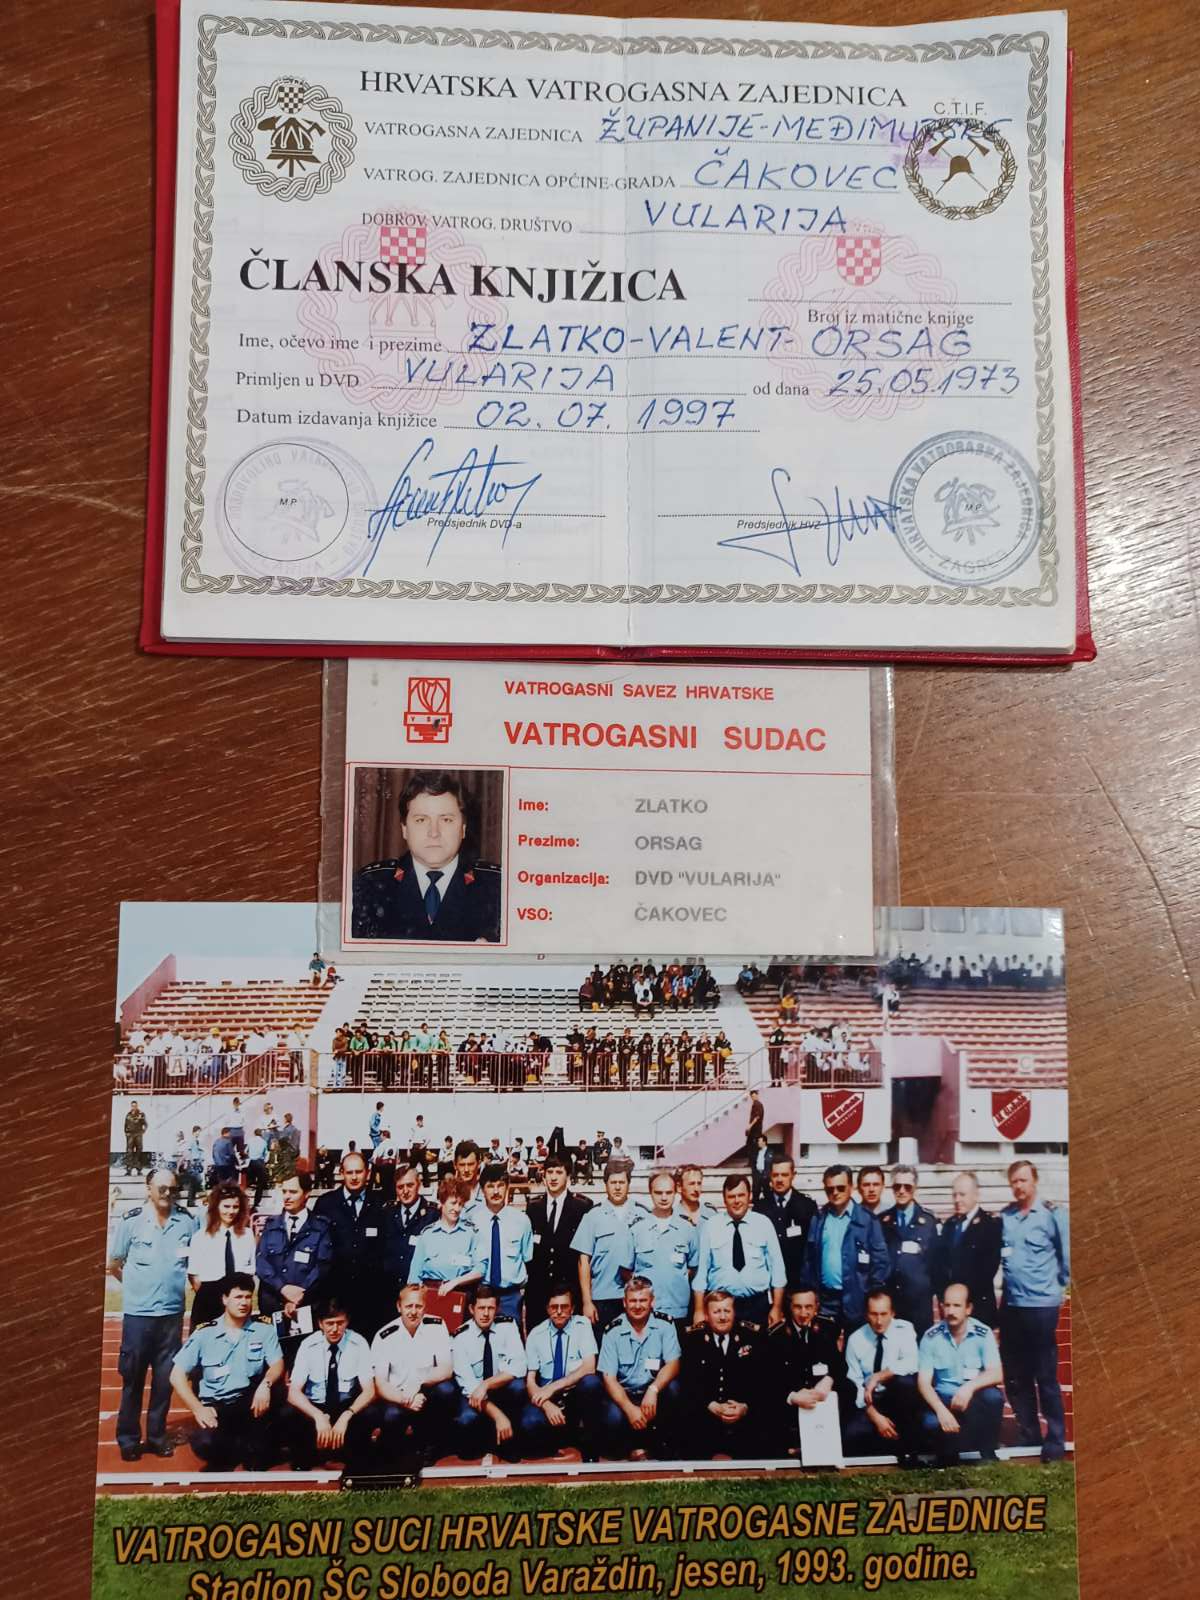 HRVATSKA VATROGASNA ZAJEDNICA
C.T.I.F.
VATROGASNA ZAJEDNICA ŽUPANIJE-MEĐIMURSKE
VATROG. ZAJEDNICA OPĆINE-GRADA ČAKOVEC
DOBROV. VATROG. DRUŠTVO VULARIJA
ČLANSKA KNJIŽICA
Broj iz matične knjige
Ime, očevo ime i prezime ZLATKO-VALENT-ORSAG
Primljen u DVD VULARIJA od dana 25.05.1973
Datum izdavanja knjižice 02.07.1997
M.P.
Predsjednik DVD-a
Predsjednik HVZ
M.P.
HRVATSKA VATROGASNA ZAJEDNICA
ZAGREB
VATROGASNI SAVEZ HRVATSKE
VATROGASNI SUDAC
Ime: ZLATKO
Prezime: ORSAG
Organizacija: DVD "VULARIJA"
VSO: ČAKOVEC
VATROGASNI SUCI HRVATSKE VATROGASNE ZAJEDNICE
Stadion ŠC Sloboda Varaždin, jesen, 1993. godine.